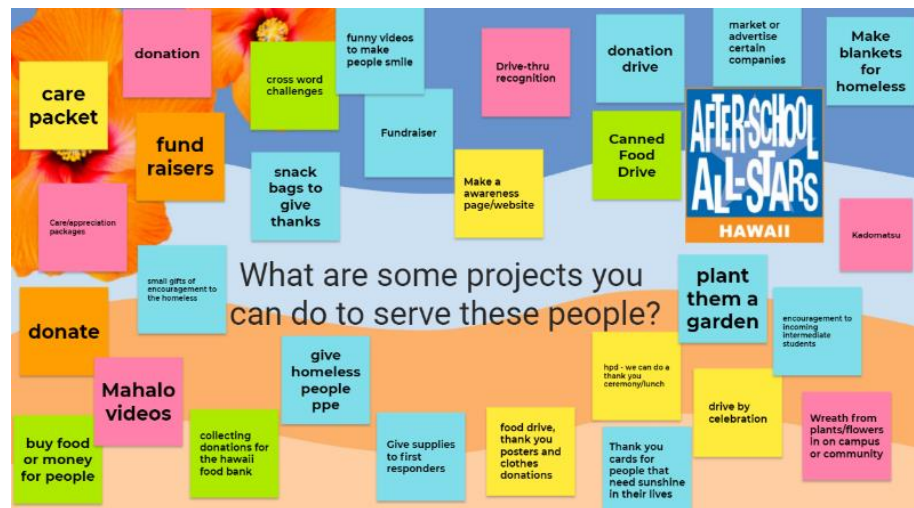 care
packet
donation
cross word
challenges
funny videos
to make
people smile
Fundraiser
Drive-thru
recognition
donation
drive
market or
advertise
certain
companies
Make
blankets
for
homeless
fund
raisers
snack
bags to
give
thanks
Make a
awareness
page/website
Canned
Food
Drive
AFTER-SCHOOL
ALL-STARS
HAWAII
Care/appreciation
packages
Kadomatsu
small gifts of
encouragement to
the homeless
What are some projects you
can do to serve these people?
plant
them a
garden
encouragement to
incoming
intermediate
students
donate
Mahalo
videos
give
homeless
people
ppe
hpd - we can do a
thank you
ceremony/lunch
drive by
celebration
Wreath from
plants/flowers
in on campus
or community
buy food
or money
for people
collecting
donations for
the hawaii
food bank
Give supplies
to first
responders
food drive,
thank you
posters and
clothes
donations
Thank you
cards for
people that
need sunshine
in their lives